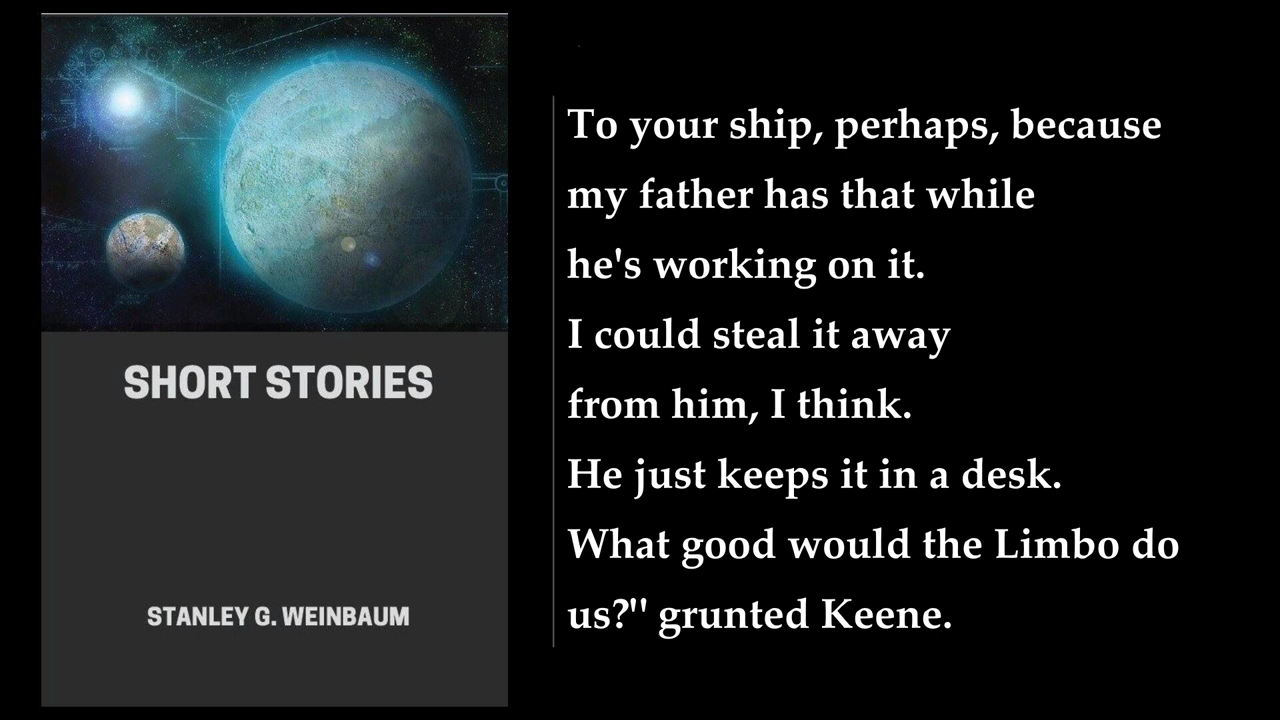 SHORT STORIES
STANLEY G. WEINBAUM
To your ship, perhaps, because
my father has that while
he's working on it.
I could steal it away
from him, I think.
He just keeps it in a desk.
What good would the Limbo do
us?" grunted Keene.